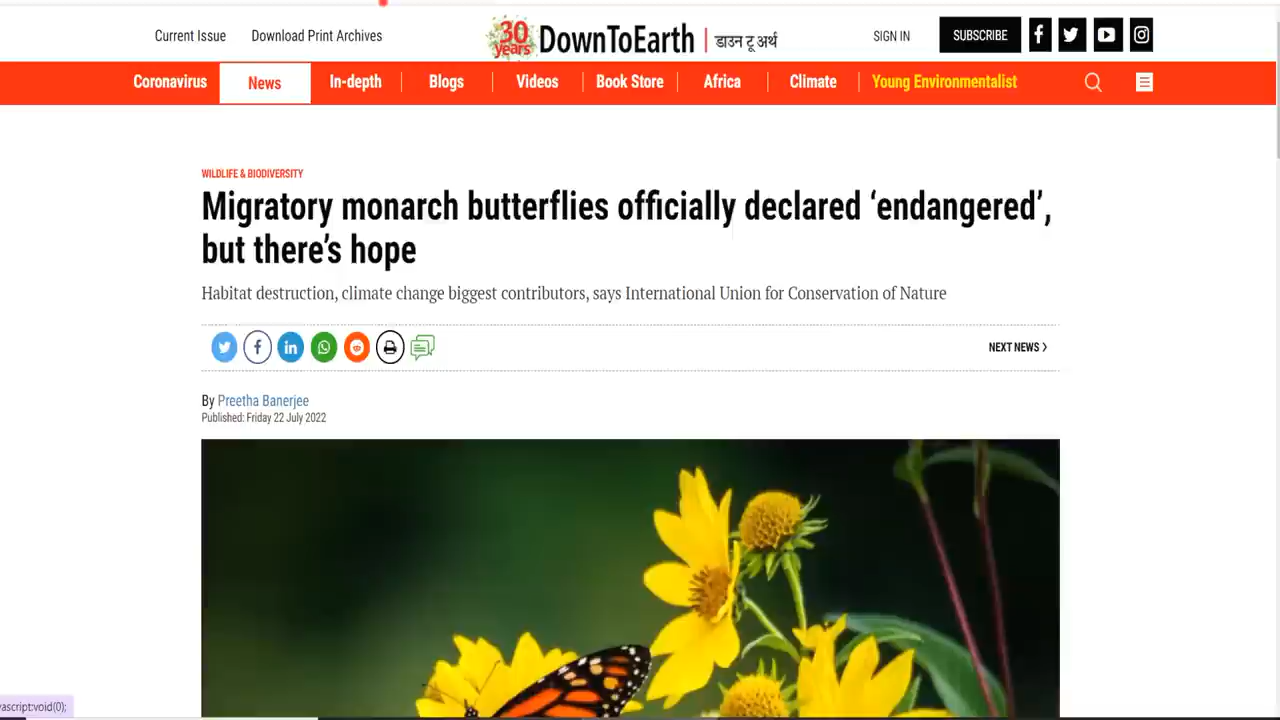 Current Issue Download Print Archives 30 years DownToEarth | डाउन टू अर्थ SIGN IN SUBSCRIBE
Coronavirus News In-depth Blogs Videos Book Store Africa Climate Young Environmentalist
WILDLIFE & BIODIVERSITY
Migratory monarch butterflies officially declared ‘endangered’,
but there’s hope
Habitat destruction, climate change biggest contributors, says International Union for Conservation of Nature
NEXT NEWS
By Preetha Banerjee
Published: Friday 22 July 2022
ascript:void(0);